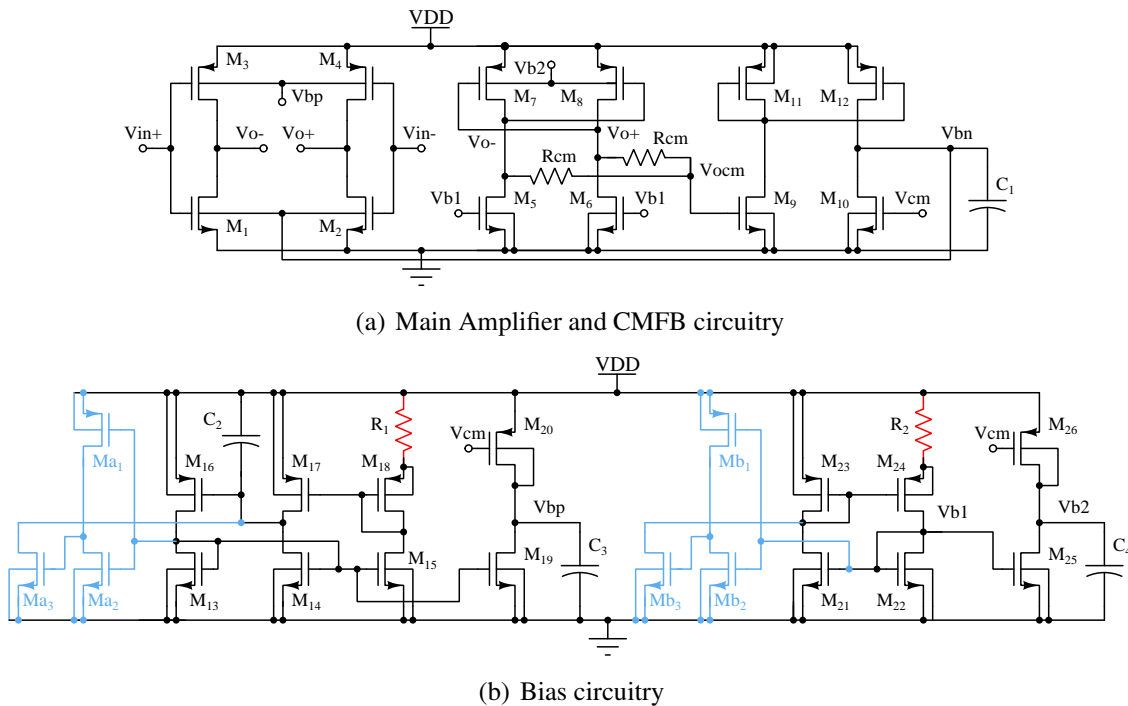 VDD
M3 M4 Vb2
Vbp M7 M8 M11 M12
Vin+ Vo- Vo+ Vin- Vo- Vo+ Rcm Vbn
Rcm Vocm C1
M1 M2 Vb1 M5 M6 Vb1 M9 M10 Vcm
(a) Main Amplifier and CMFB circuitry
VDD
C2 R1 M20 R2 M26
Ma1 Vcm Mb1 Vcm
M16 M17 M18 M23 M24
Vbp Vb1 Vb2
M15 M19 C3 M25 C4
Ma3 Ma2 M13 M14 Mb3 Mb2 M21 M22
(b) Bias circuitry